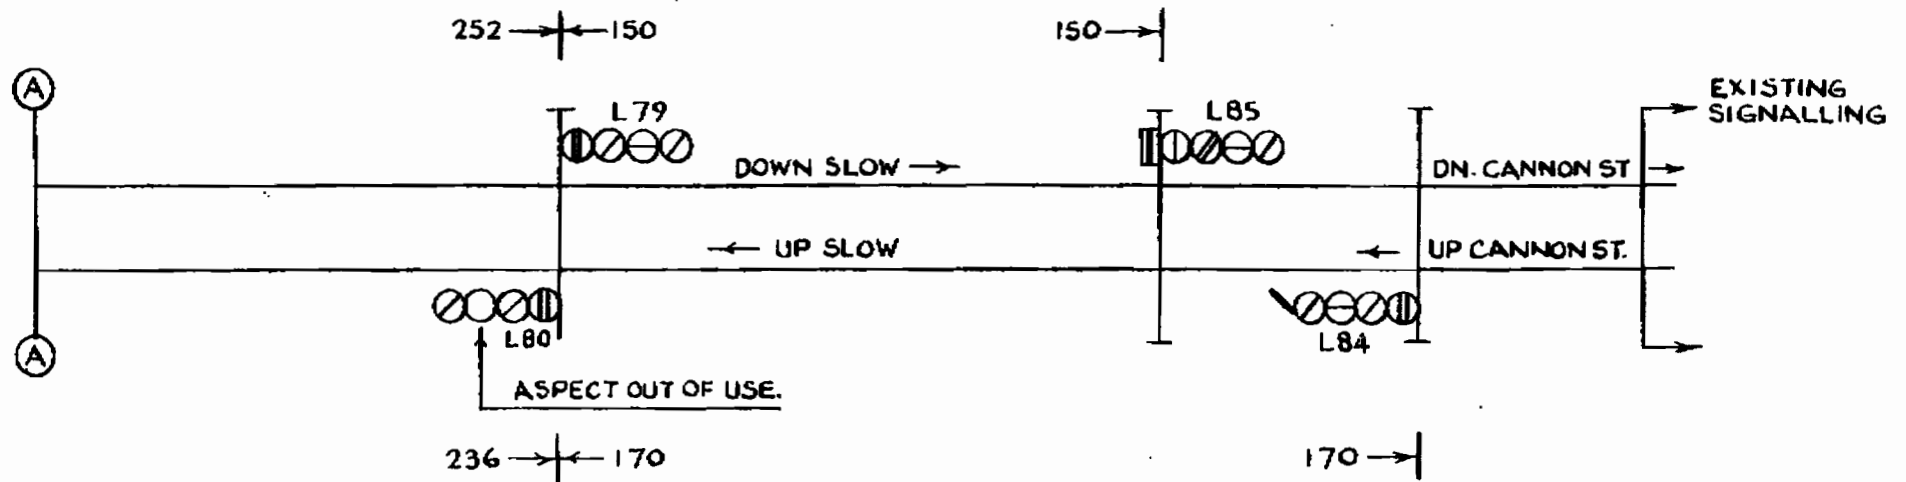 252 150
150
A
L79
L85
EXISTING
SIGNALLING
DOWN SLOW
DN. CANNON ST
UP SLOW
UP CANNON ST.
L80
L84
A
ASPECT OUT OF USE.
236 170
170